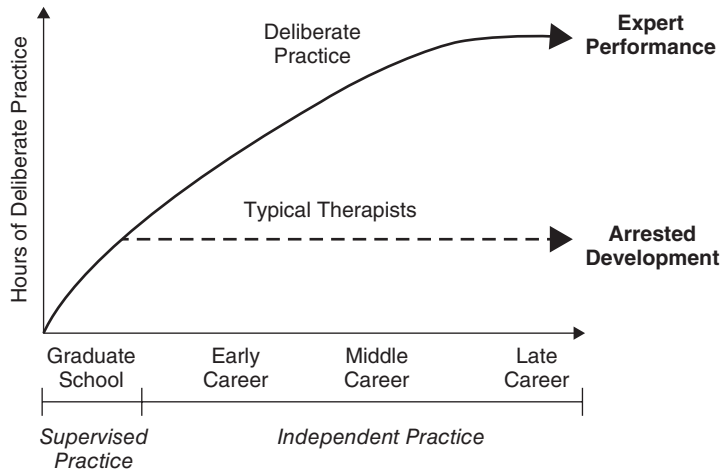 Hours of Deliberate Practice
Deliberate
Practice
Expert
Performance
Typical Therapists
Arrested
Development
Graduate
School
Early
Career
Middle
Career
Late
Career
Supervised
Practice
Independent Practice